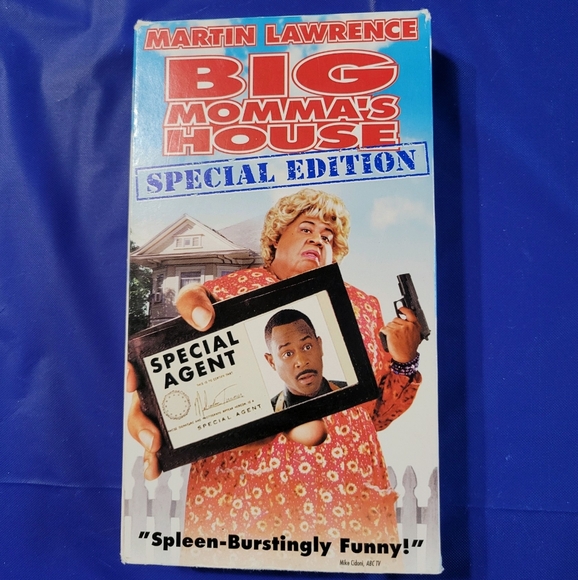 MARTIN LAWRENCE
BIG
MOMMA'S
HOUSE
SPECIAL EDITION
SPECIAL
AGENT
SPECIAL AGENT
"Spleen-Burstingly Funny!"
Mike Cidoni, ABC TV